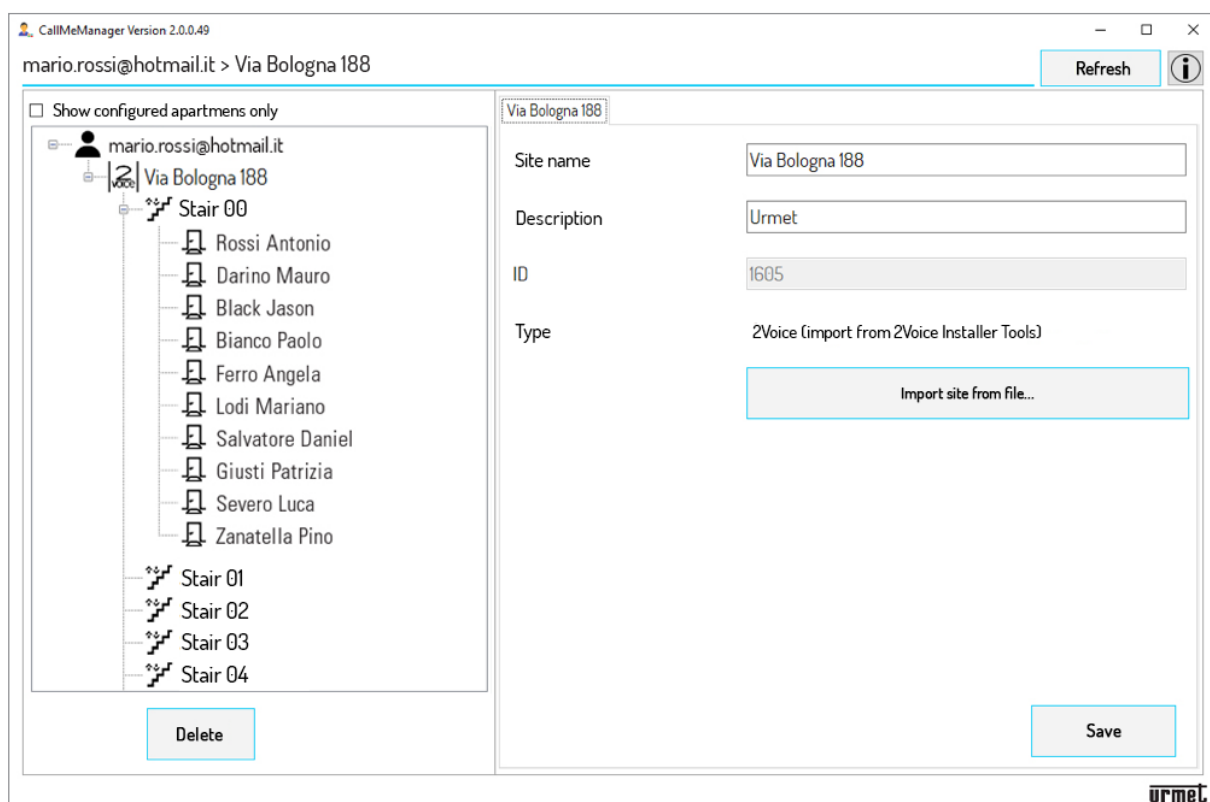 CallMeManager Version 2.0.0.49
mario.rossi@hotmail.it > Via Bologna 188
Refresh
i
Show configured apartmens only
mario.rossi@hotmail.it
2 Voice Via Bologna 188
Stair 00
Rossi Antonio
Darino Mauro
Black Jason
Bianco Paolo
Ferro Angela
Lodi Mariano
Salvatore Daniel
Giusti Patrizia
Severo Luca
Zanatella Pino
Stair 01
Stair 02
Stair 03
Stair 04
Delete
Via Bologna 188
Site name Via Bologna 188
Description Urmet
ID 1605
Type 2Voice (import from 2Voice Installer Tools)
Import site from file...
Save
urmet